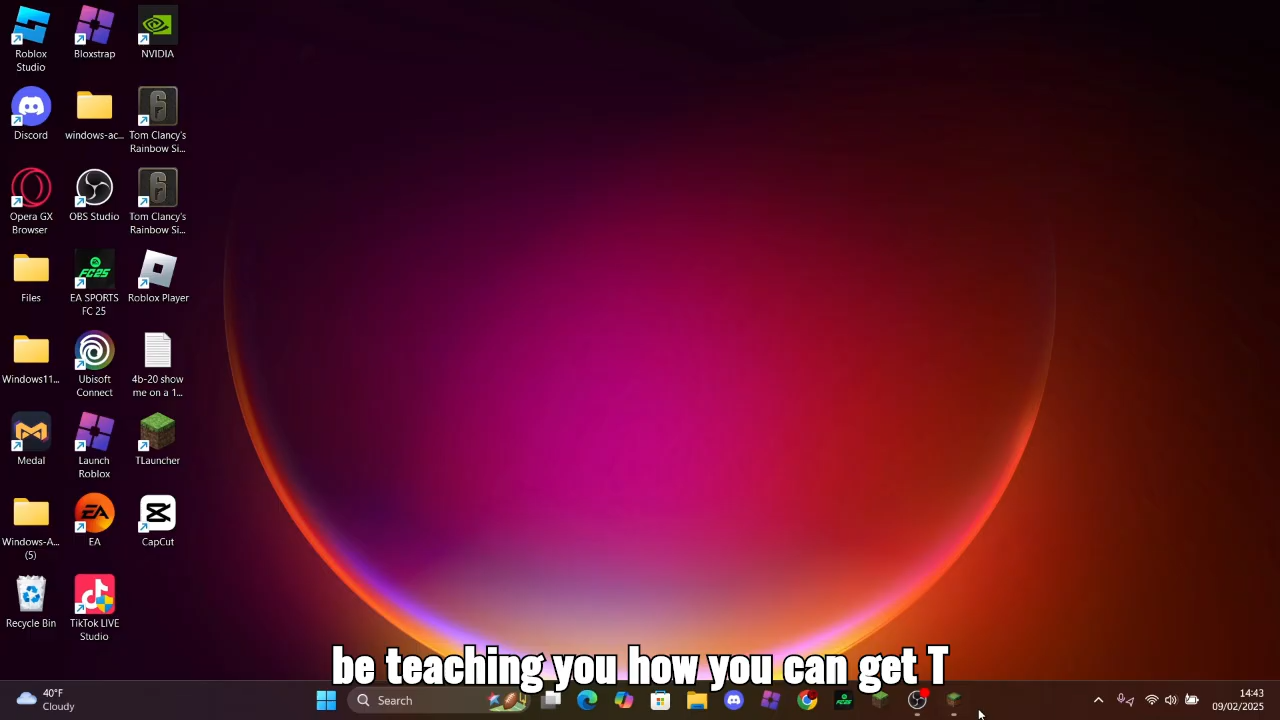 Roblox
Studio
Bloxstrap
NVIDIA
Discord
windows-ac...
Tom Clancy's
Rainbow Si...
Opera GX
Browser
OBS Studio
Tom Clancy's
Rainbow Si...
Files
EA SPORTS
FC 25
Roblox Player
Windows11...
Ubisoft
Connect
4b-20 show
me on a 1...
Medal
Launch
Roblox
TLauncher
Windows-A...
(5)
EA
CapCut
Recycle Bin
TikTok LIVE
Studio
be teaching you how you can get T
40°F
Cloudy
Search
14:43
09/02/2025